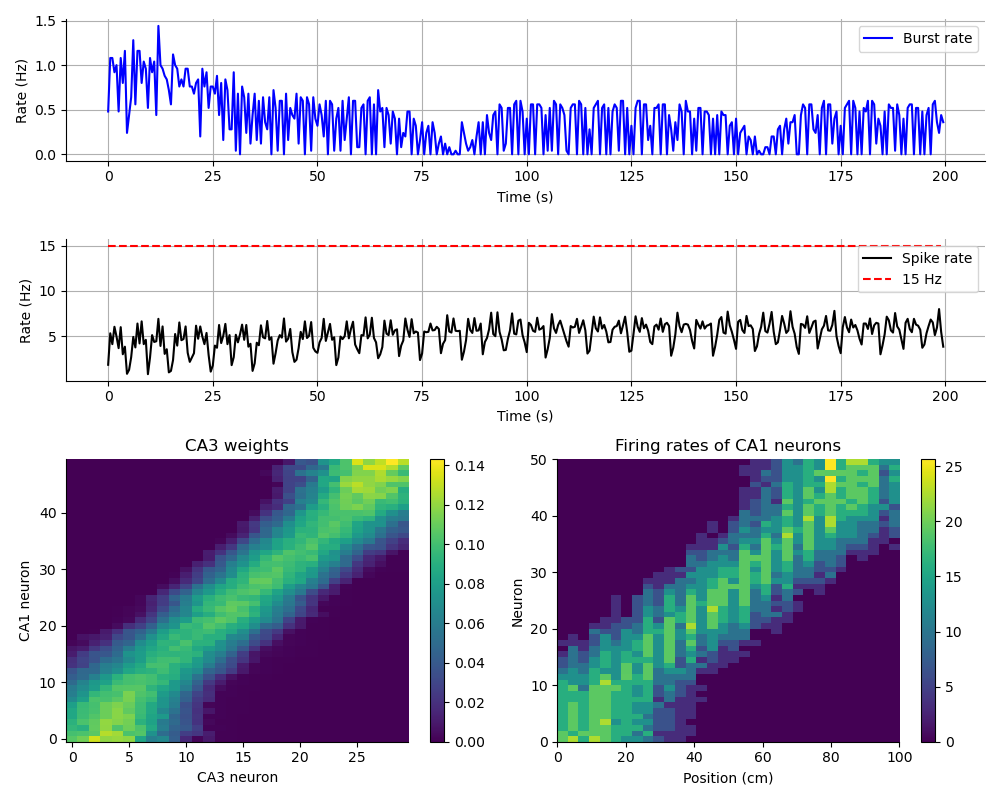 1.5
1.0
0.5
0.0
Rate (Hz)
Burst rate
0 25 50 75 100 125 150 175 200
Time (s)
15
10
5
Rate (Hz)
Spike rate
15 Hz
0 25 50 75 100 125 150 175 200
Time (s)
CA3 weights
40
30
20
10
0
CA1 neuron
0 5 10 15 20 25
CA3 neuron
0.14
0.12
0.10
0.08
0.06
0.04
0.02
0.00
Firing rates of CA1 neurons
50
40
30
20
10
0
Neuron
0 20 40 60 80 100
Position (cm)
25
20
15
10
5
0